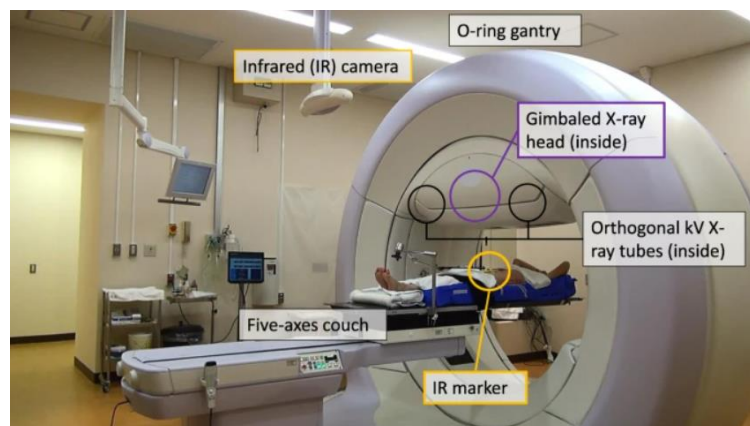 O-ring gantry
Infrared (IR) camera
Gimbaled X-ray
head (inside)
Orthogonal kV X-
ray tubes (inside)
Five-axes couch
IR marker